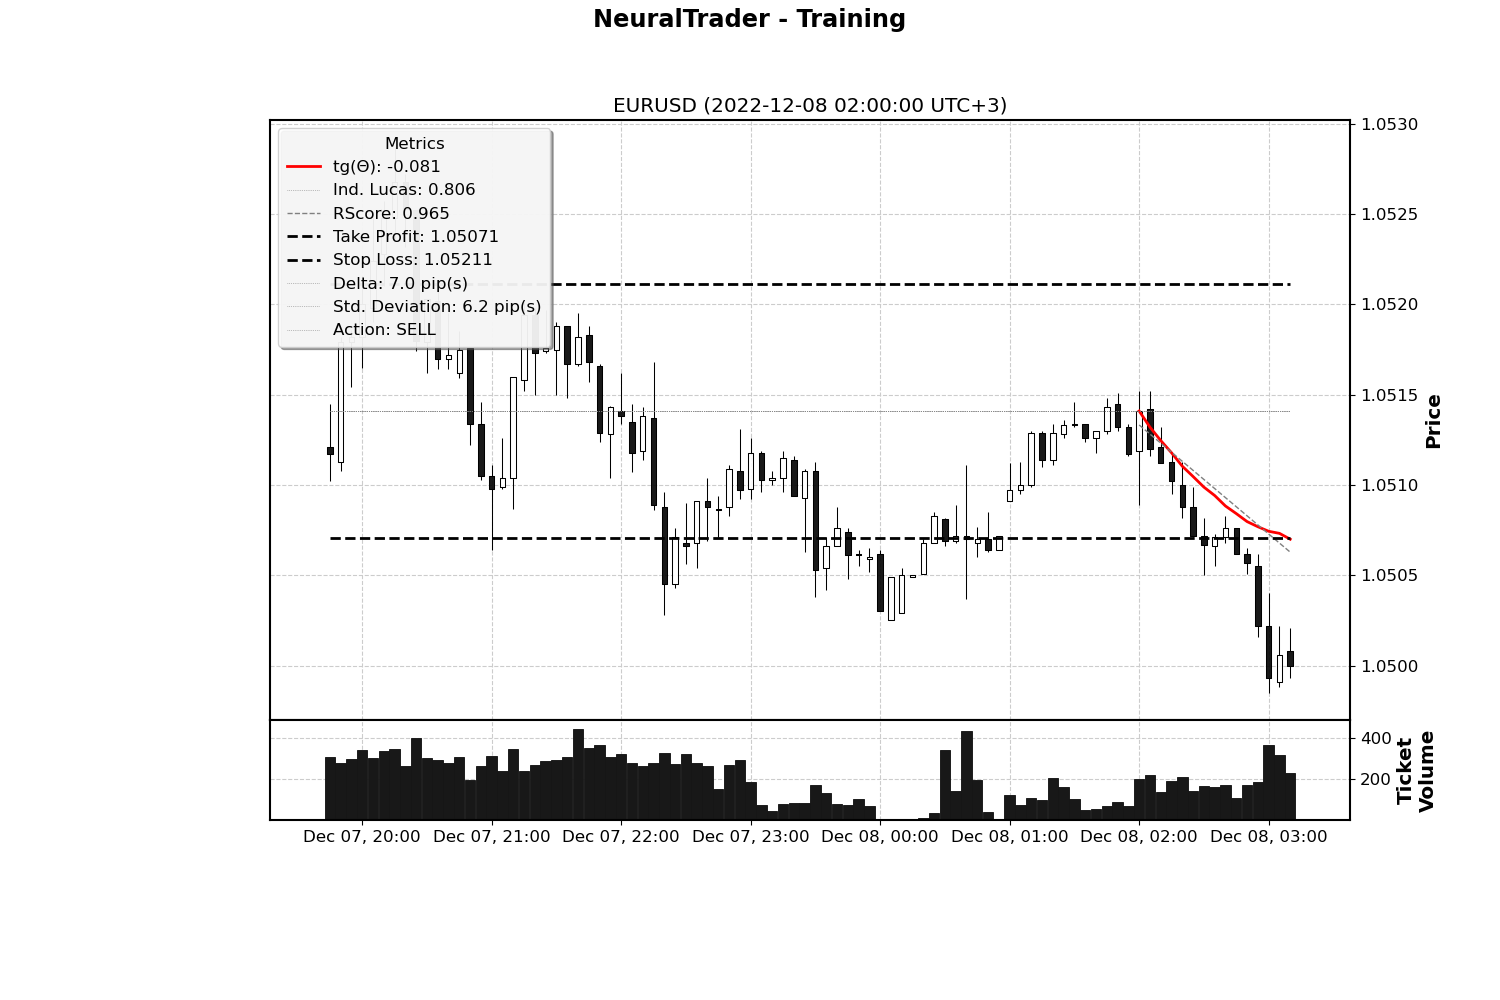 NeuralTrader - Training
EURUSD (2022-12-08 02:00:00 UTC+3)
Metrics
tg(Θ): -0.081
Ind. Lucas: 0.806
RScore: 0.965
Take Profit: 1.05071
Stop Loss: 1.05211
Delta: 7.0 pip(s)
Std. Deviation: 6.2 pip(s)
Action: SELL
1.0530
1.0525
1.0520
1.0515
1.0510
1.0505
1.0500
Price
400
200
Ticket
Volume
Dec 07, 20:00
Dec 07, 21:00
Dec 07, 22:00
Dec 07, 23:00
Dec 08, 00:00
Dec 08, 01:00
Dec 08, 02:00
Dec 08, 03:00